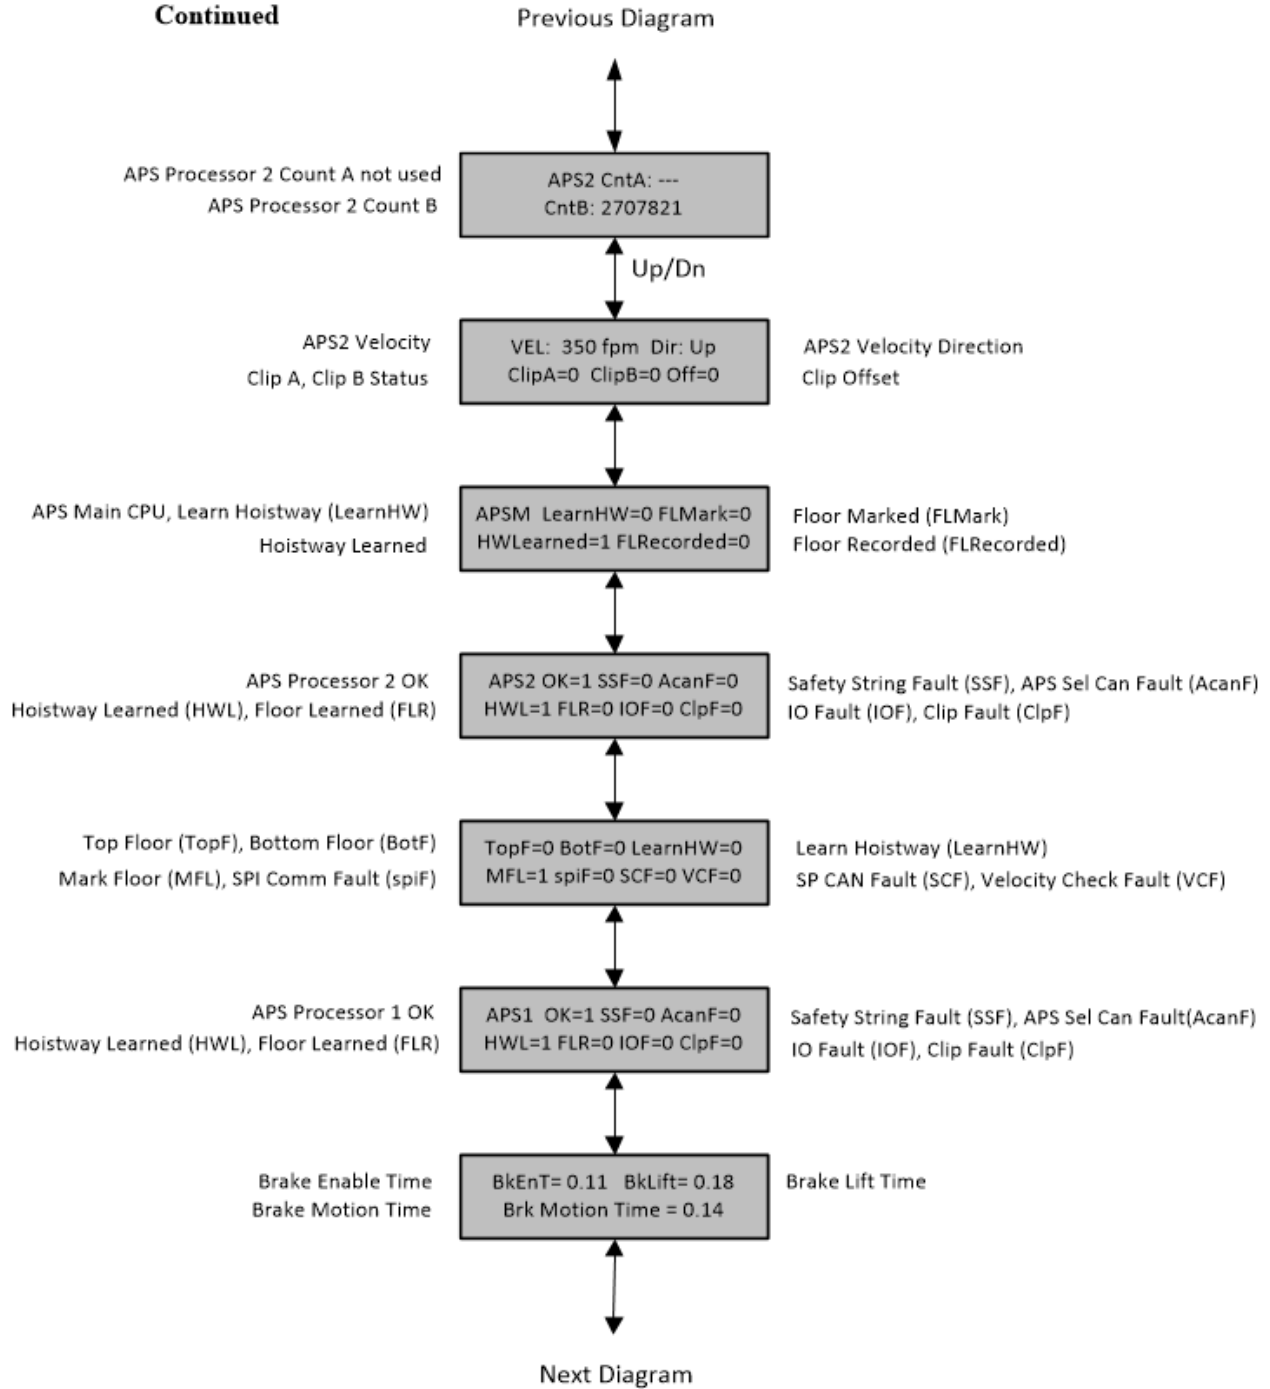 Continued
Previous Diagram
APS Processor 2 Count A not used
APS Processor 2 Count B
APS2 CntA: ---
CntB: 2707821
Up/Dn
APS2 Velocity
Clip A, Clip B Status
VEL: 350 fpm Dir: Up
ClipA=0 ClipB=0 Off=0
APS2 Velocity Direction
Clip Offset
APS Main CPU, Learn Hoistway (LearnHW)
Hoistway Learned
APSM LearnHW=0 FLMark=0
HWLearned=1 FLRecorded=0
Floor Marked (FLMark)
Floor Recorded (FLRecorded)
APS Processor 2 OK
Hoistway Learned (HWL), Floor Learned (FLR)
APS2 OK=1 SSF=0 AcanF=0
HWL=1 FLR=0 IOF=0 ClpF=0
Safety String Fault (SSF), APS Sel Can Fault (AcanF)
IO Fault (IOF), Clip Fault (ClpF)
Top Floor (TopF), Bottom Floor (BotF)
Mark Floor (MFL), SPI Comm Fault (spiF)
TopF=0 BotF=0 LearnHW=0
MFL=1 spiF=0 SCF=0 VCF=0
Learn Hoistway (LearnHW)
SP CAN Fault (SCF), Velocity Check Fault (VCF)
APS Processor 1 OK
Hoistway Learned (HWL), Floor Learned (FLR)
APS1 OK=1 SSF=0 AcanF=0
HWL=1 FLR=0 IOF=0 ClpF=0
Safety String Fault (SSF), APS Sel Can Fault(AcanF)
IO Fault (IOF), Clip Fault (ClpF)
Brake Enable Time
Brake Motion Time
BkEnT= 0.11 BkLift= 0.18
Brk Motion Time = 0.14
Brake Lift Time
Next Diagram